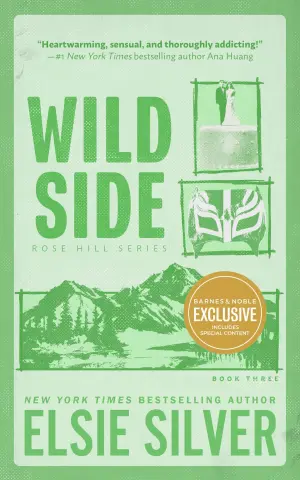 “Heartwarming, sensual, and thoroughly addicting!”
—#1 New York Times bestselling author Ana Huang
WILD
SIDE
ROSE HILL SERIES
BARNES & NOBLE
EXCLUSIVE
INCLUDES
SPECIAL CONTENT
BOOK THREE
NEW YORK TIMES BESTSELLING AUTHOR
ELSIE SILVER